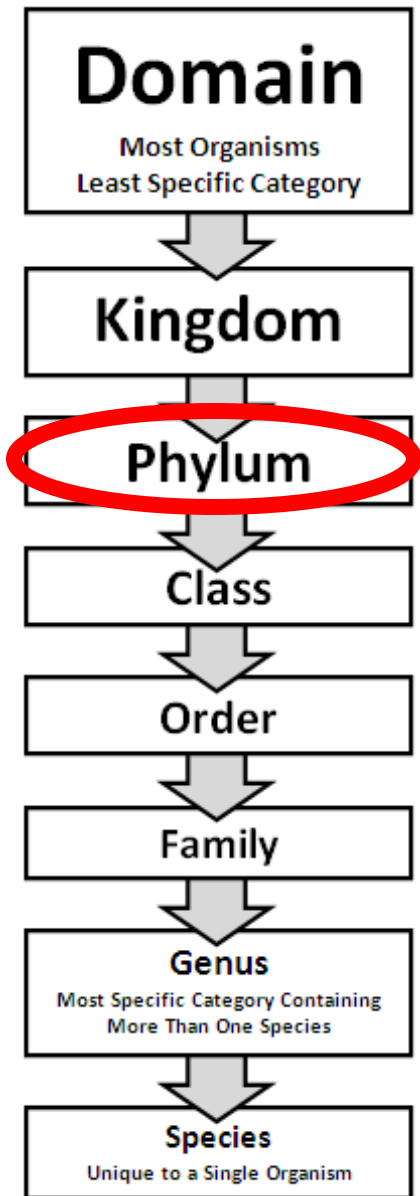 Domain
Most Organisms
Least Specific Category
Kingdom
Phylum
Class
Order
Family
Genus
Most Specific Category Containing
More Than One Species
Species
Unique to a Single Organism